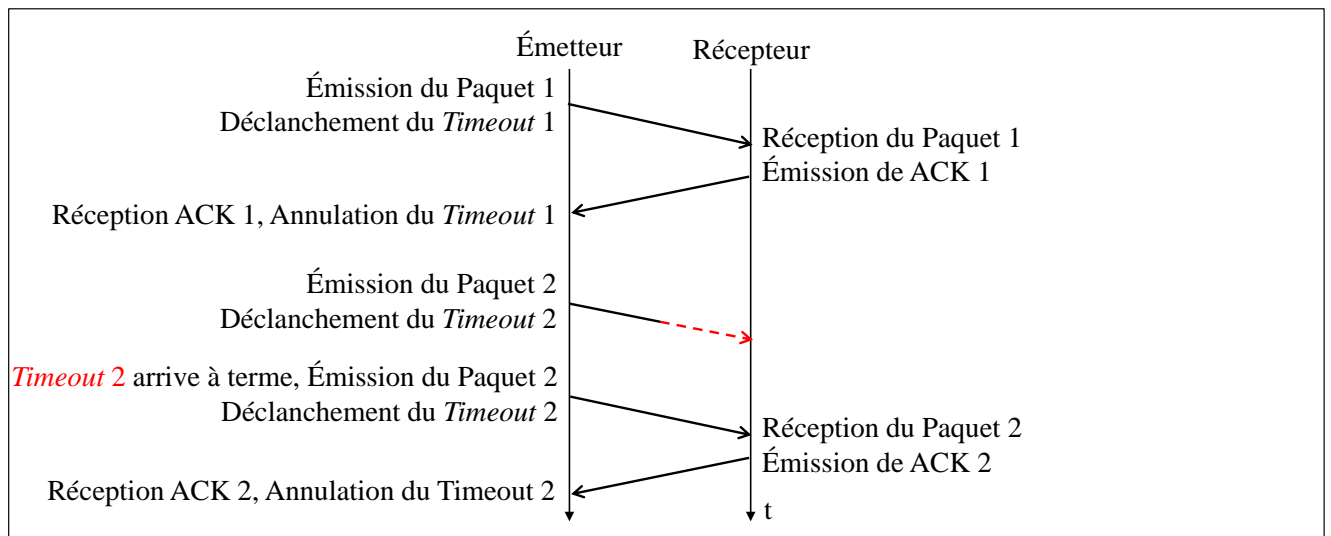 Émetteur
Récepteur
Émission du Paquet 1
Déclanchement du Timeout 1
Réception du Paquet 1
Émission de ACK 1
Réception ACK 1, Annulation du Timeout 1
Émission du Paquet 2
Déclanchement du Timeout 2
Timeout 2 arrive à terme, Émission du Paquet 2
Déclanchement du Timeout 2
Réception du Paquet 2
Émission de ACK 2
Réception ACK 2, Annulation du Timeout 2
t